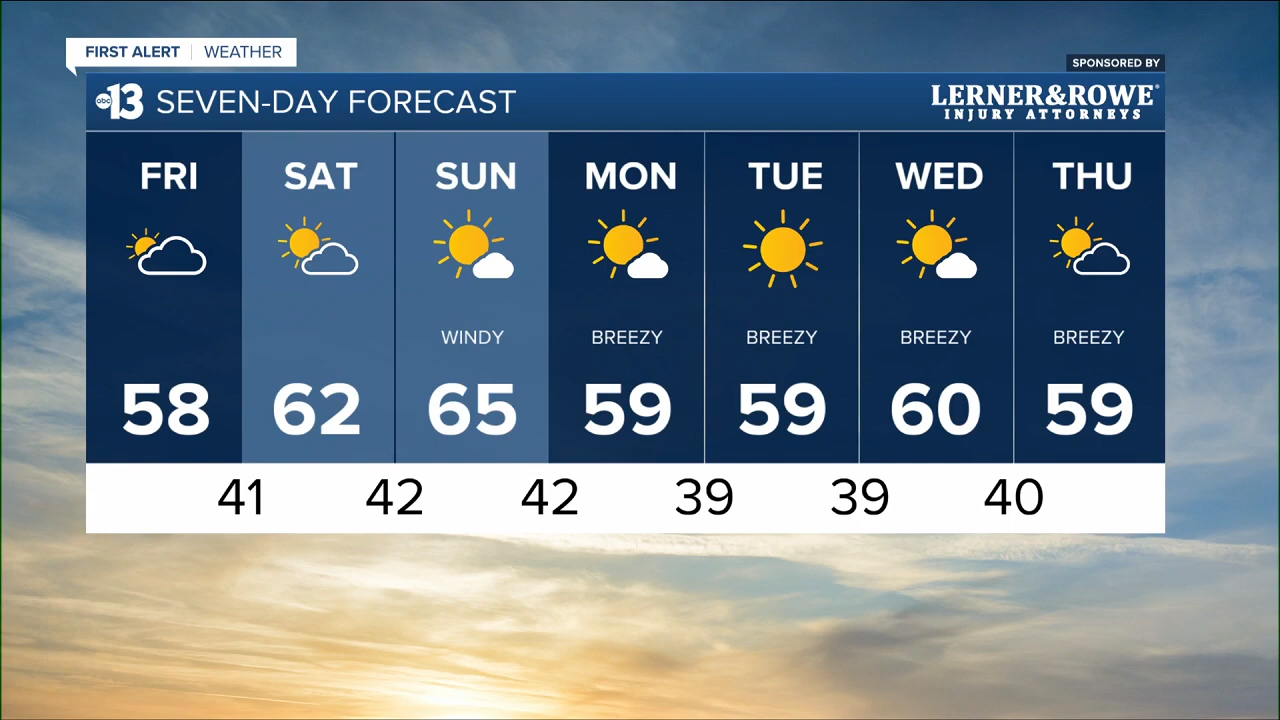 FIRST ALERT | WEATHER
SPONSORED BY
abc 13 SEVEN-DAY FORECAST
LERNER&ROWE®
INJURY ATTORNEYS
FRI SAT SUN MON TUE WED THU
WINDY BREEZY BREEZY BREEZY BREEZY
58 62 65 59 59 60 59
41 42 42 39 39 40